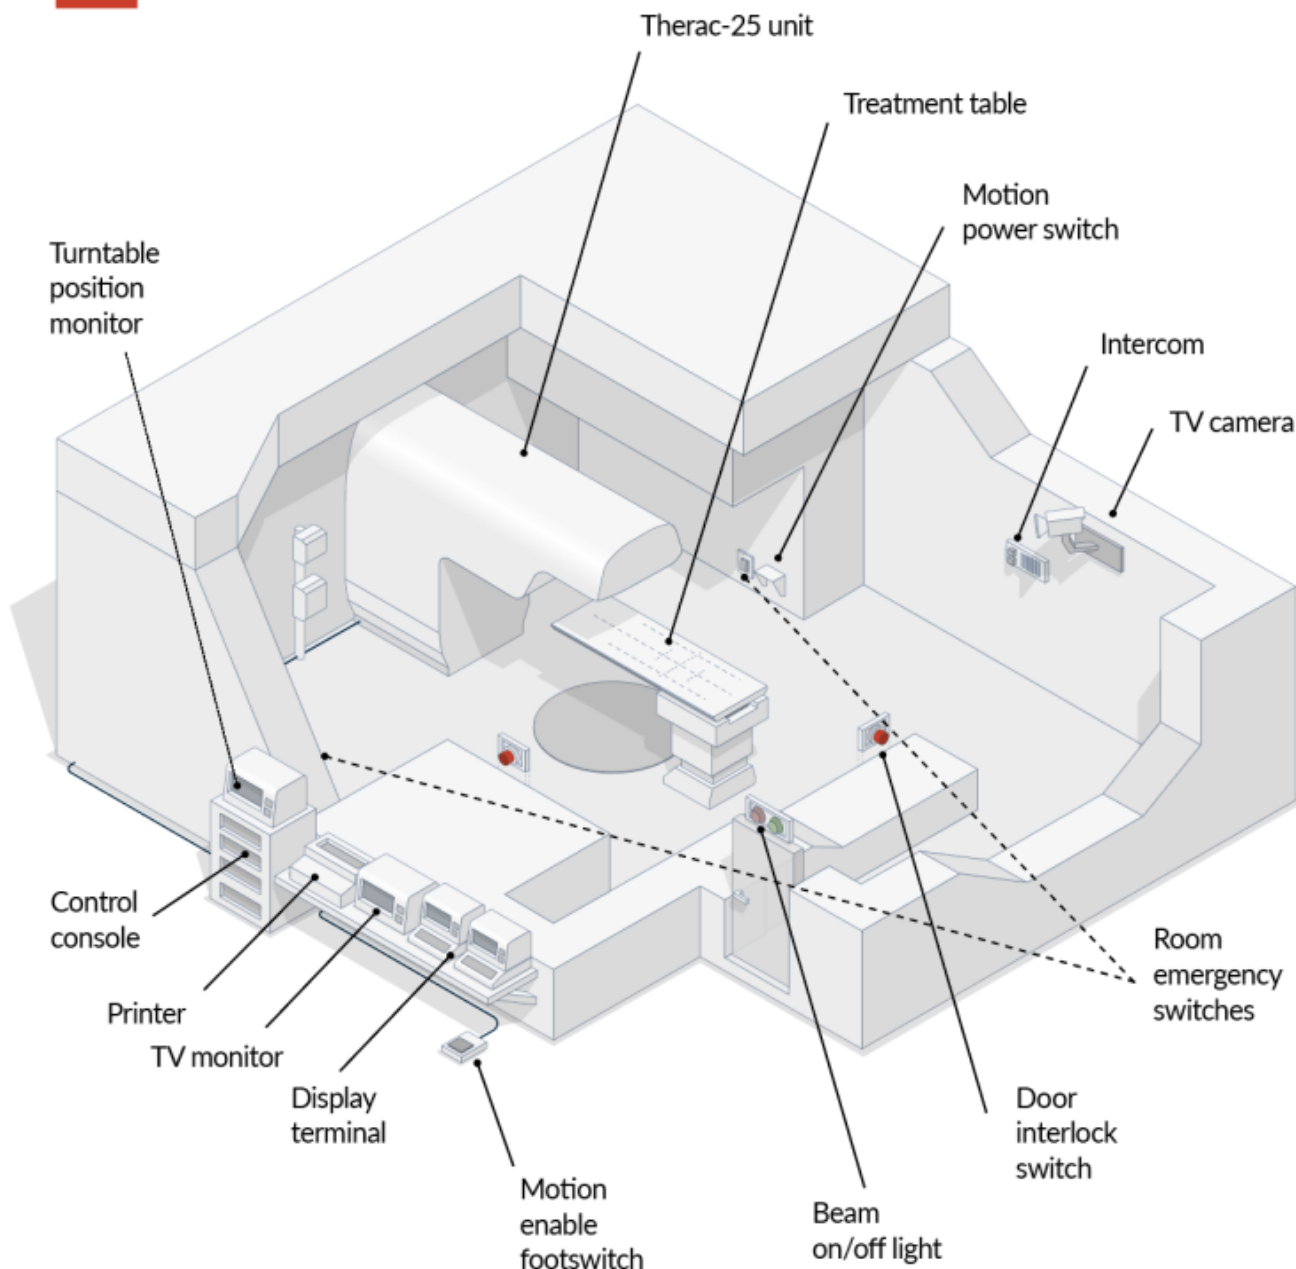 Therac-25 unit
Treatment table
Motion
power switch
Turntable
position
monitor
Intercom
TV camera
Control
console
Printer
TV monitor
Display
terminal
Motion
enable
footswitch
Beam
on/off light
Door
interlock
switch
Room
emergency
switches